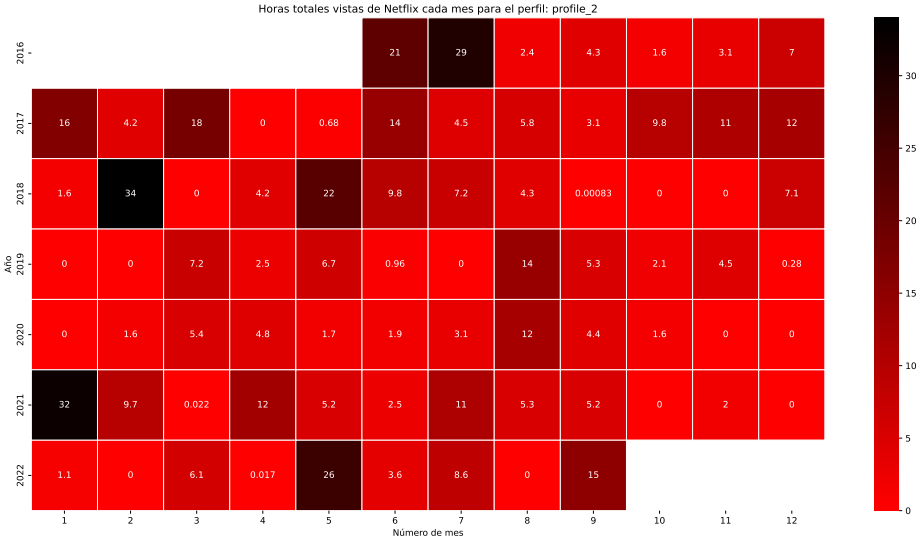 Horas totales vistas de Netflix cada mes para el perfil: profile_2
2016 21 29 2.4 4.3 1.6 3.1 7
2017 16 4.2 18 0 0.68 14 4.5 5.8 3.1 9.8 11 12
2018 1.6 34 0 4.2 22 9.8 7.2 4.3 0.00083 0 0 7.1
2019 0 0 7.2 2.5 6.7 0.96 0 14 5.3 2.1 4.5 0.28
2020 0 1.6 5.4 4.8 1.7 1.9 3.1 12 4.4 1.6 0 0
2021 32 9.7 0.022 12 5.2 2.5 11 5.3 5.2 0 2 0
2022 1.1 0 6.1 0.017 26 3.6 8.6 0 15
Año
1 2 3 4 5 6 7 8 9 10 11 12
Número de mes
30
25
20
15
10
5
0